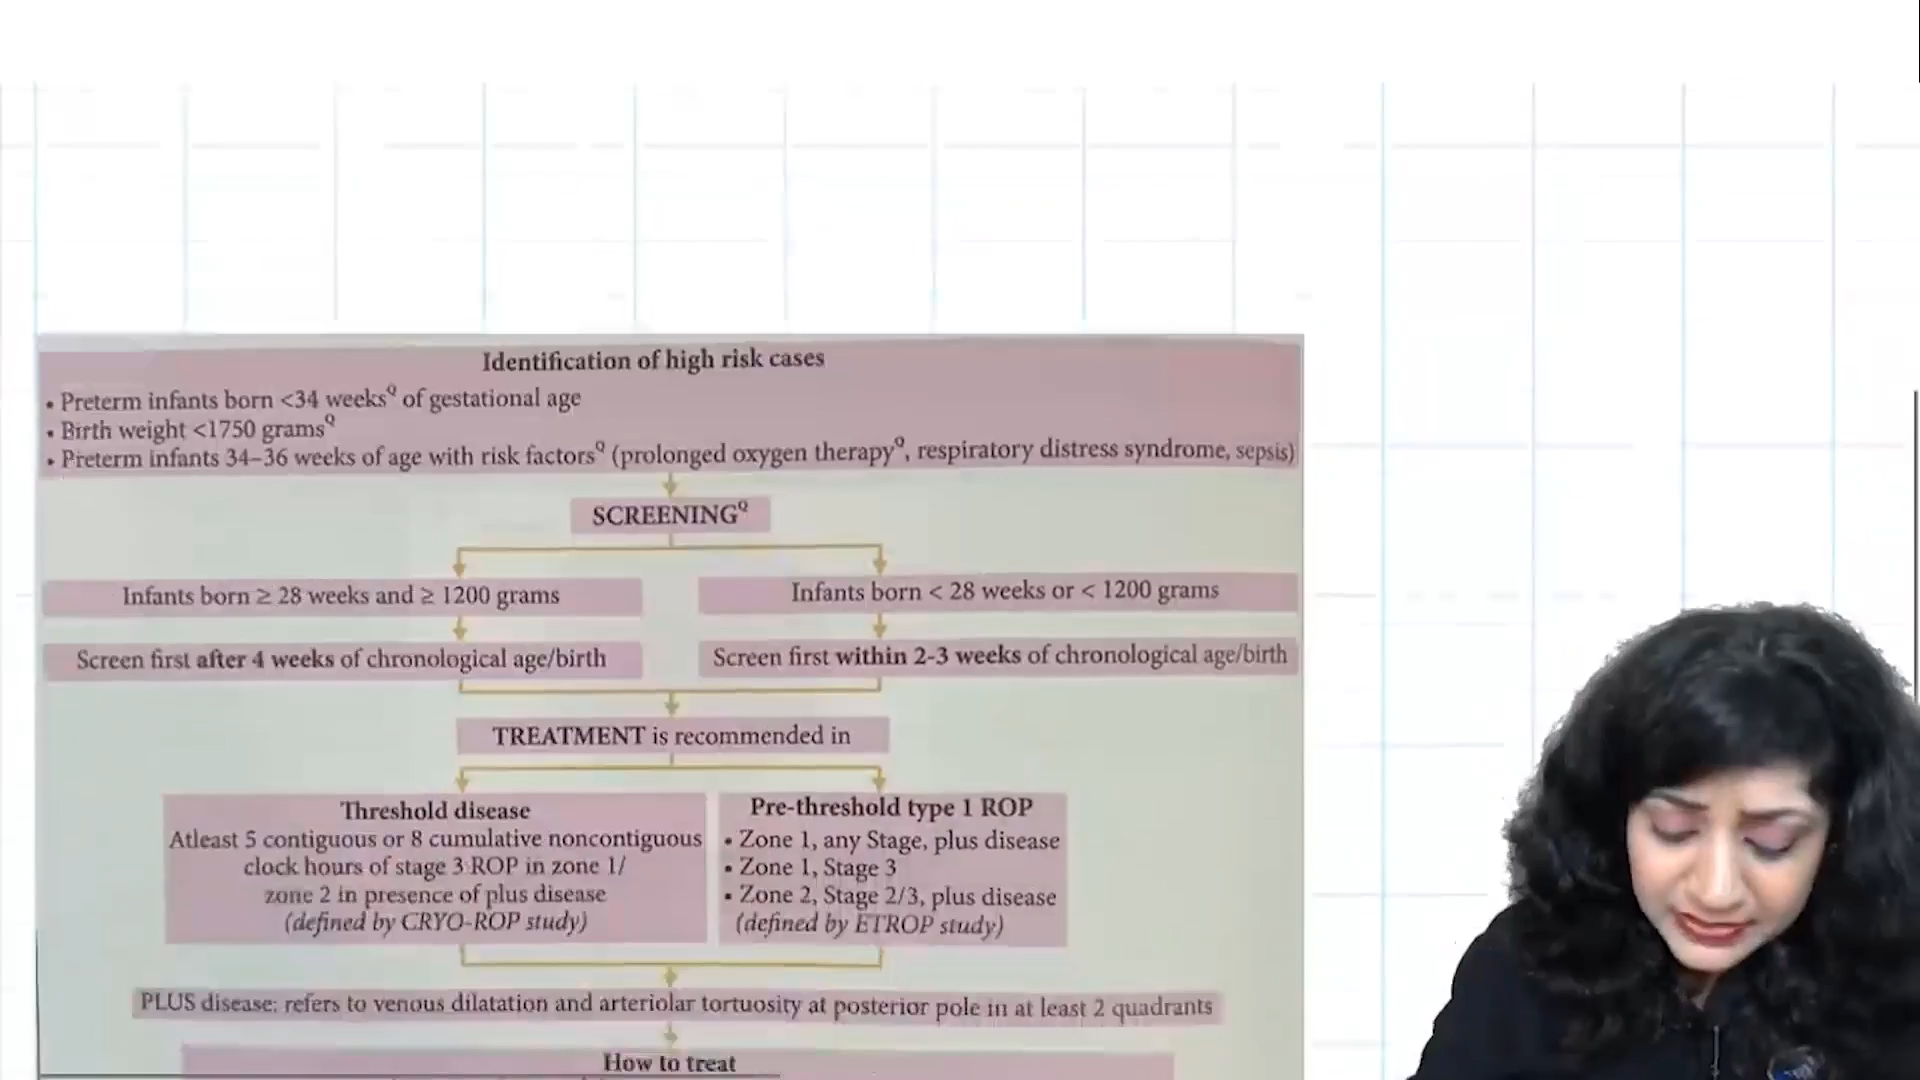 Identification of high risk cases
• Preterm infants born <34 weeksQ of gestational age
• Birth weight <1750 gramsQ
• Preterm infants 34–36 weeks of age with risk factorsQ (prolonged oxygen therapyQ, respiratory distress syndrome, sepsis)
SCREENINGQ
Infants born ≥ 28 weeks and ≥ 1200 grams
Infants born < 28 weeks or < 1200 grams
Screen first after 4 weeks of chronological age/birth
Screen first within 2-3 weeks of chronological age/birth
TREATMENT is recommended in
Threshold disease
Atleast 5 contiguous or 8 cumulative noncontiguous
clock hours of stage 3 ROP in zone 1/
zone 2 in presence of plus disease
(defined by CRYO-ROP study)
Pre-threshold type 1 ROP
• Zone 1, any Stage, plus disease
• Zone 1, Stage 3
• Zone 2, Stage 2/3, plus disease
(defined by ETROP study)
PLUS disease: refers to venous dilatation and arteriolar tortuosity at posterior pole in at least 2 quadrants
How to treat